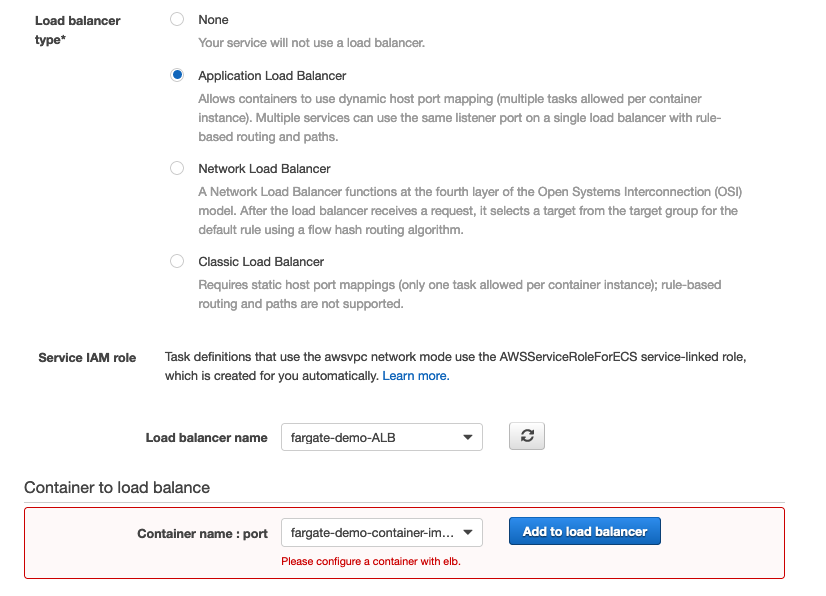 Load balancer
type*
None
Your service will not use a load balancer.
Application Load Balancer
Allows containers to use dynamic host port mapping (multiple tasks allowed per container
instance). Multiple services can use the same listener port on a single load balancer with rule-
based routing and paths.
Network Load Balancer
A Network Load Balancer functions at the fourth layer of the Open Systems Interconnection (OSI)
model. After the load balancer receives a request, it selects a target from the target group for the
default rule using a flow hash routing algorithm.
Classic Load Balancer
Requires static host port mappings (only one task allowed per container instance); rule-based
routing and paths are not supported.
Service IAM role
Task definitions that use the awsvpc network mode use the AWSServiceRoleForECS service-linked role,
which is created for you automatically. Learn more.
Load balancer name
fargate-demo-ALB
Container to load balance
Container name : port
fargate-demo-container-im...
Add to load balancer
Please configure a container with elb.